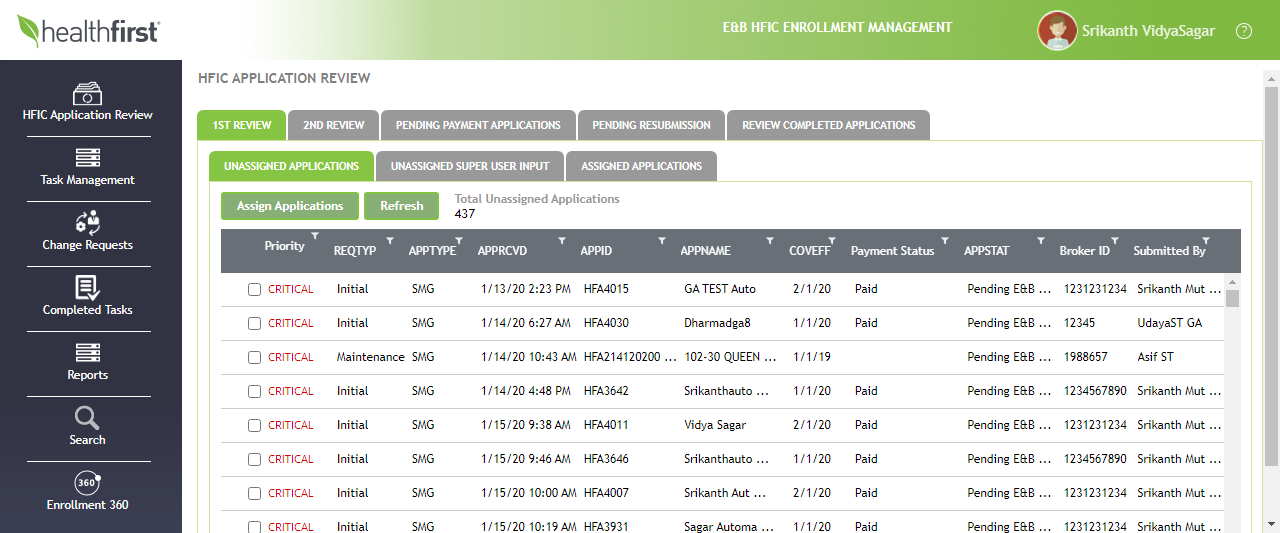 healthfirst
E&B HFIC ENROLLMENT MANAGEMENT
Srikanth VidyaSagar ?
HFIC Application Review
Task Management
Change Requests
Completed Tasks
Reports
Search
360°
Enrollment 360
HFIC APPLICATION REVIEW
1ST REVIEW 2ND REVIEW PENDING PAYMENT APPLICATIONS PENDING RESUBMISSION REVIEW COMPLETED APPLICATIONS
UNASSIGNED APPLICATIONS UNASSIGNED SUPER USER INPUT ASSIGNED APPLICATIONS
Assign Applications Refresh Total Unassigned Applications
437
Priority REQTYP APPTYPE APPRCVD APPID APPNAME COVEFF Payment Status APPSTAT Broker ID Submitted By
CRITICAL Initial SMG 1/13/20 2:23 PM HFA4015 GA TEST Auto 2/1/20 Paid Pending E&B ... 1231231234 Srikanth Mut ...
CRITICAL Initial SMG 1/14/20 6:27 AM HFA4030 Dharmadga8 1/1/20 Paid Pending E&B ... 12345 UdayaST GA
CRITICAL Maintenance SMG 1/14/20 10:43 AM HFA214120200 ... 102-30 QUEEN ... 1/1/19 Pending E&B ... 1988657 Asif ST
CRITICAL Initial SMG 1/14/20 4:48 PM HFA3642 Srikanthauto ... 1/1/20 Paid Pending E&B ... 1234567890 Srikanth Mut ...
CRITICAL Initial SMG 1/15/20 9:38 AM HFA4011 Vidya Sagar 2/1/20 Paid Pending E&B ... 1231231234 Srikanth Mut ...
CRITICAL Initial SMG 1/15/20 9:46 AM HFA3646 Srikanthauto ... 1/1/20 Paid Pending E&B ... 1234567890 Srikanth Mut ...
CRITICAL Initial SMG 1/15/20 10:00 AM HFA4007 Srikanth Aut ... 2/1/20 Paid Pending E&B ... 1231231234 Srikanth Mut ...
CRITICAL Initial SMG 1/15/20 10:19 AM HFA3931 Sagar Automa ... 1/1/20 Paid Pending E&B ... 1231231234 Srikanth Mut ...